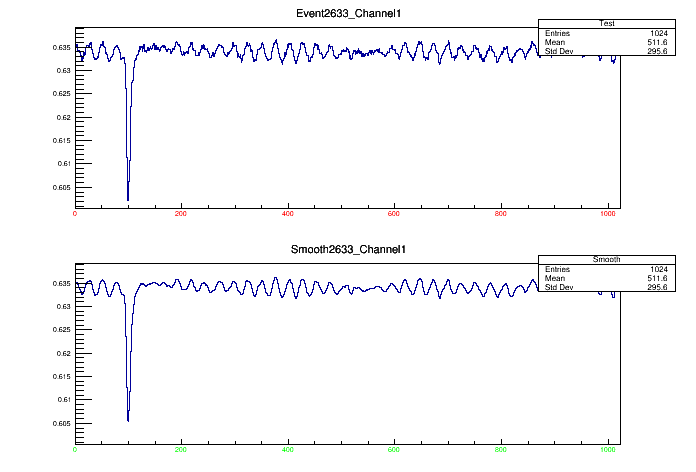 Event2633_Channel1
Test
Entries 1024
Mean 511.6
Std Dev 295.6
0.635
0.63
0.625
0.62
0.615
0.61
0.605
0 200 400 600 800 1000
Smooth2633_Channel1
Smooth
Entries 1024
Mean 511.6
Std Dev 295.6
0.635
0.63
0.625
0.62
0.615
0.61
0.605
0 200 400 600 800 1000